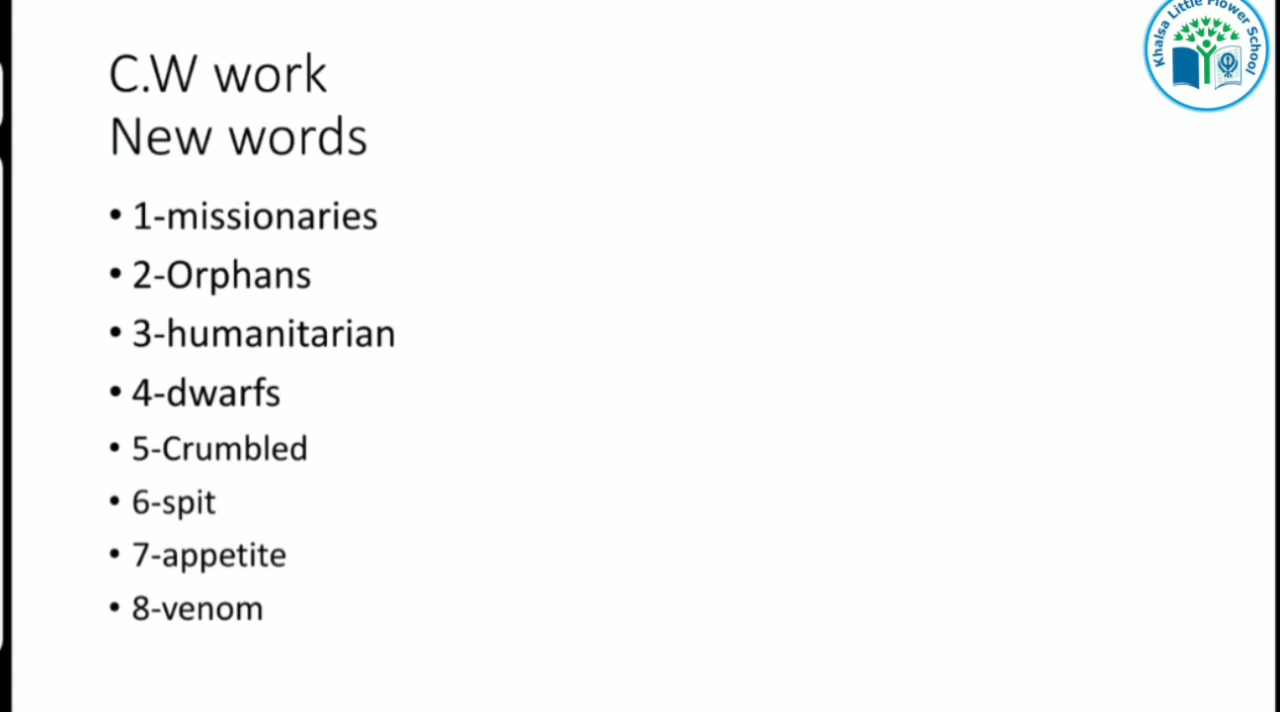 Khalsa Little Flower School
C.W work
New words
• 1-missionaries
• 2-Orphans
• 3-humanitarian
• 4-dwarfs
• 5-Crumbled
• 6-spit
• 7-appetite
• 8-venom